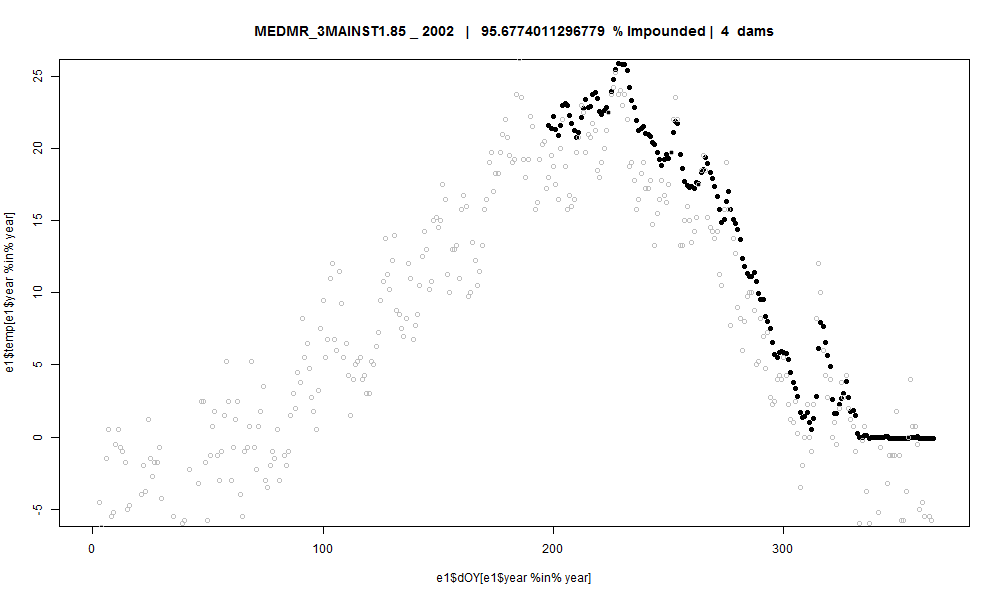 MEDMR_3MAINST1.85 _ 2002 | 95.6774011296779 % Impounded | 4 dams
25
20
15
10
5
0
-5
e1$temp[e1$year %in% year]
0 100 200 300
e1$dOY[e1$year %in% year]